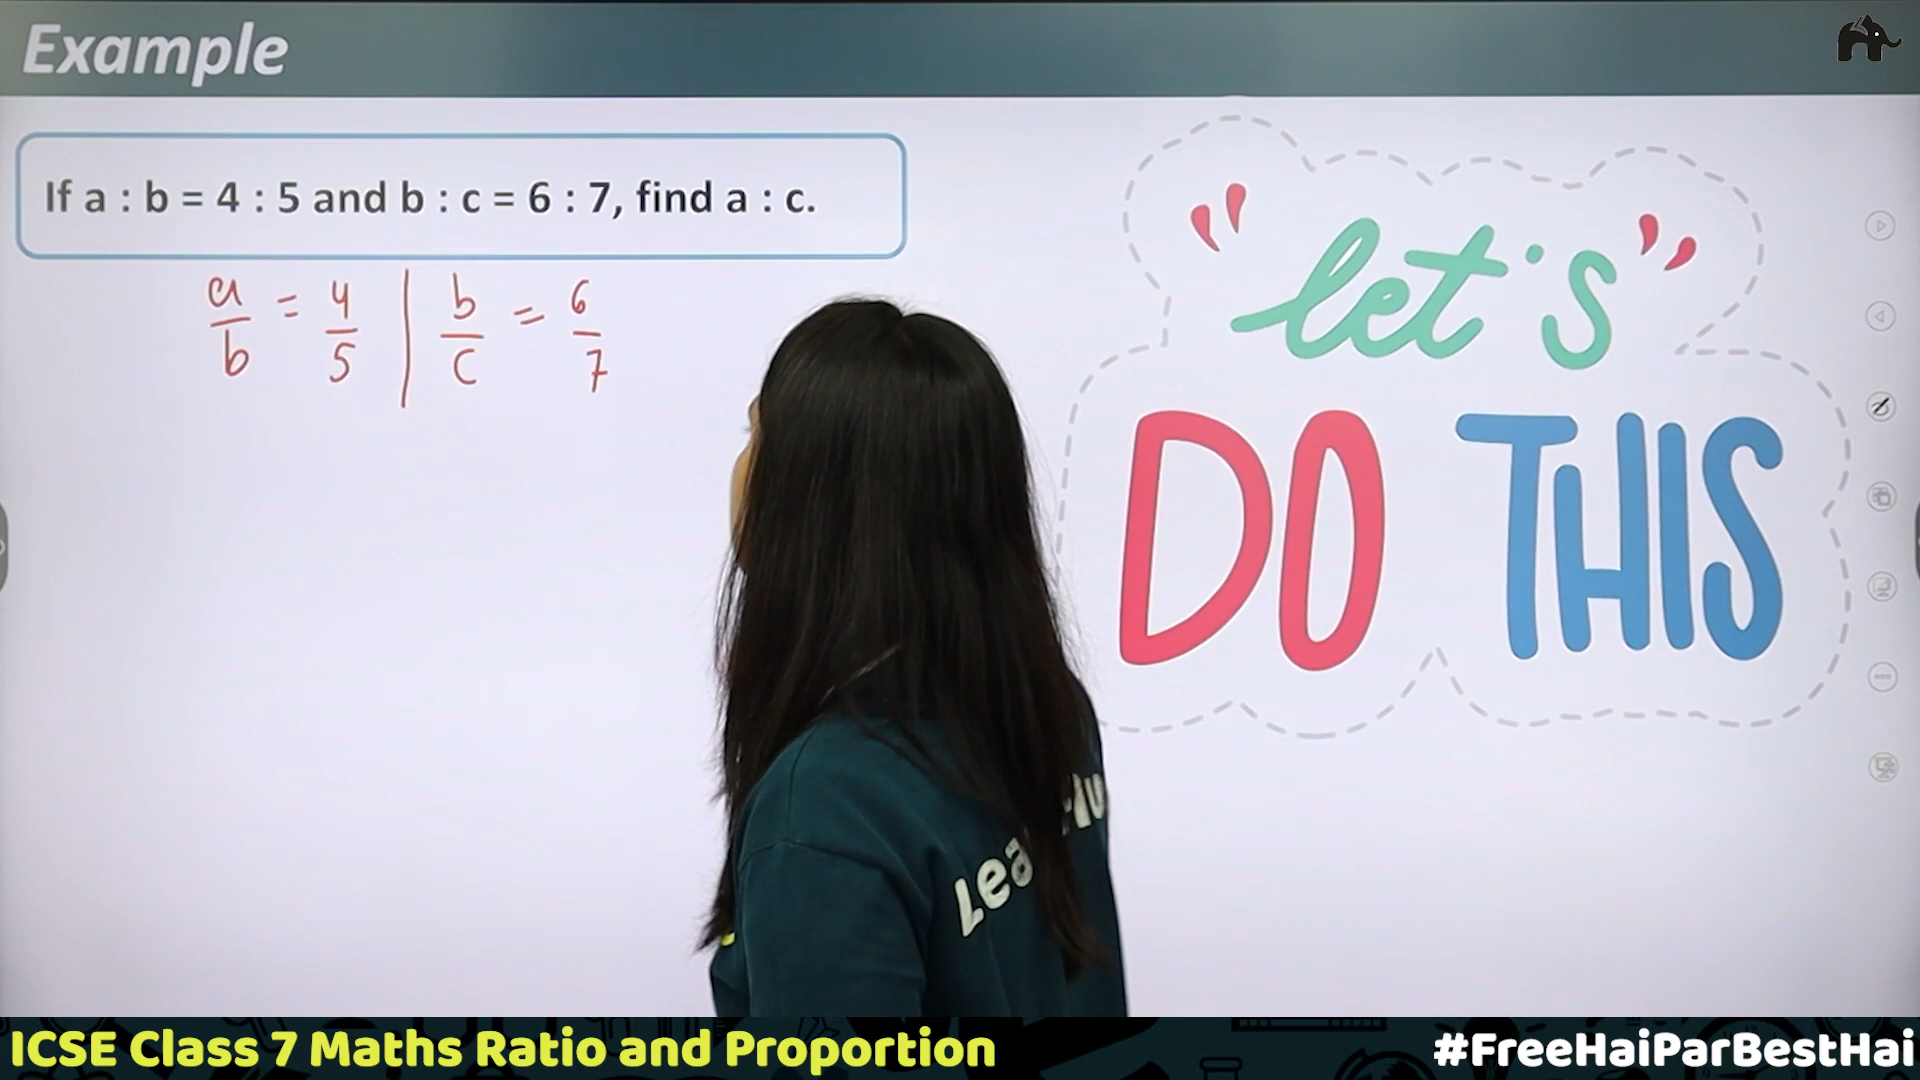 Example
If a : b = 4 : 5 and b : c = 6 : 7, find a : c.
a/b = 4/5 | b/c = 6/7
"let's"
DO THIS
Lea
ICSE Class 7 Maths Ratio and Proportion
#FreeHaiParBestHai